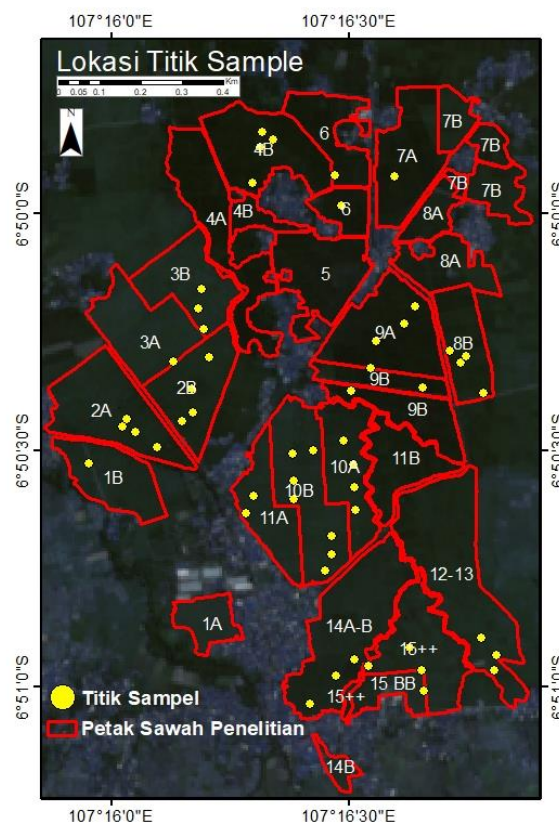 107°16'0"E 107°16'30"E
Lokasi Titik Sample
Km
0 0.05 0.1 0.2 0.3 0.4
N
6
7B
4B
7A
7B
7B
7B
4A
4B
6
8A
6°50'0"S
6°50'0"S
3B
5
8A
3A
9A
8B
2B
9B
2A
9B
6°50'30"S
6°50'30"S
1B
10A
11B
10B
11A
12-13
1A
14A-B
15++
15 BB
15++
6°51'0"S
6°51'0"S
Titik Sampel
Petak Sawah Penelitian
14B
107°16'0"E 107°16'30"E